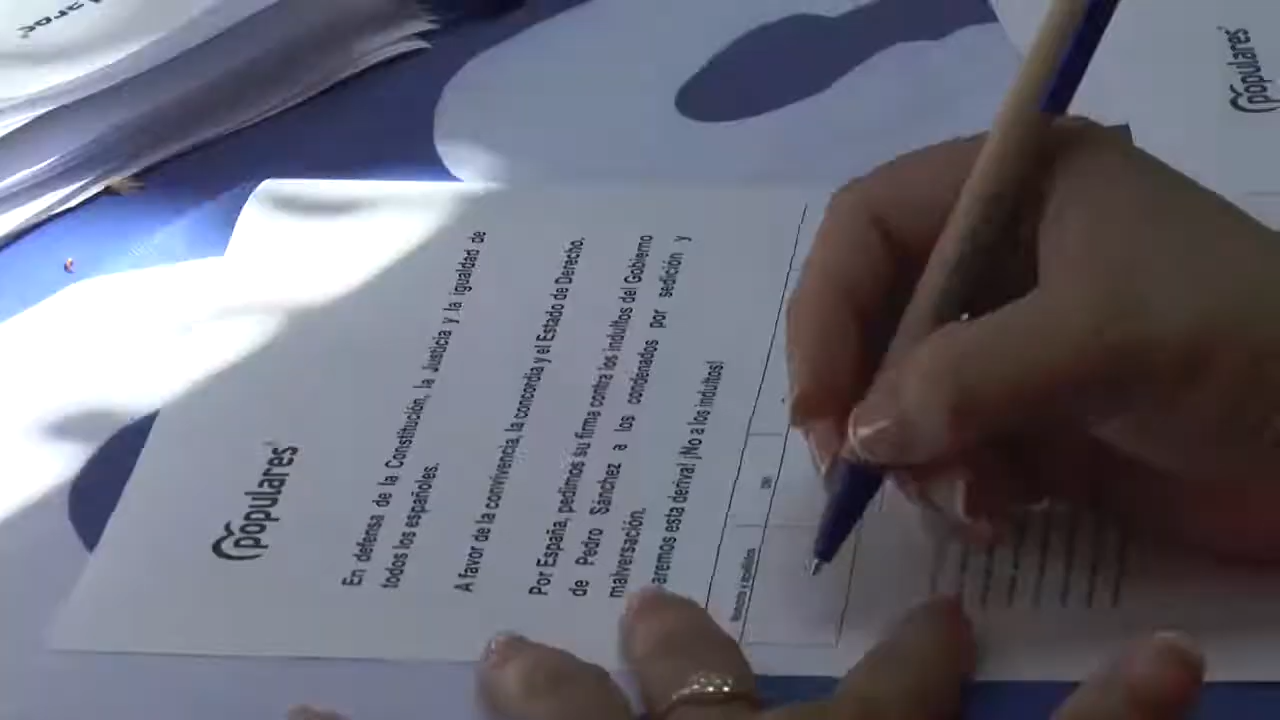 populares
En defensa de la Constitución, la Justicia y la igualdad de
todos los españoles.
A favor de la convivencia, la concordia y el Estado de Derecho.
Por España, pedimos su firma contra los indultos del Gobierno
de Pedro Sánchez a los condenados por sedición y
malversación.
aremos esta deriva! ¡No a los indultos!
Nombre y apellidos
DNI
populares